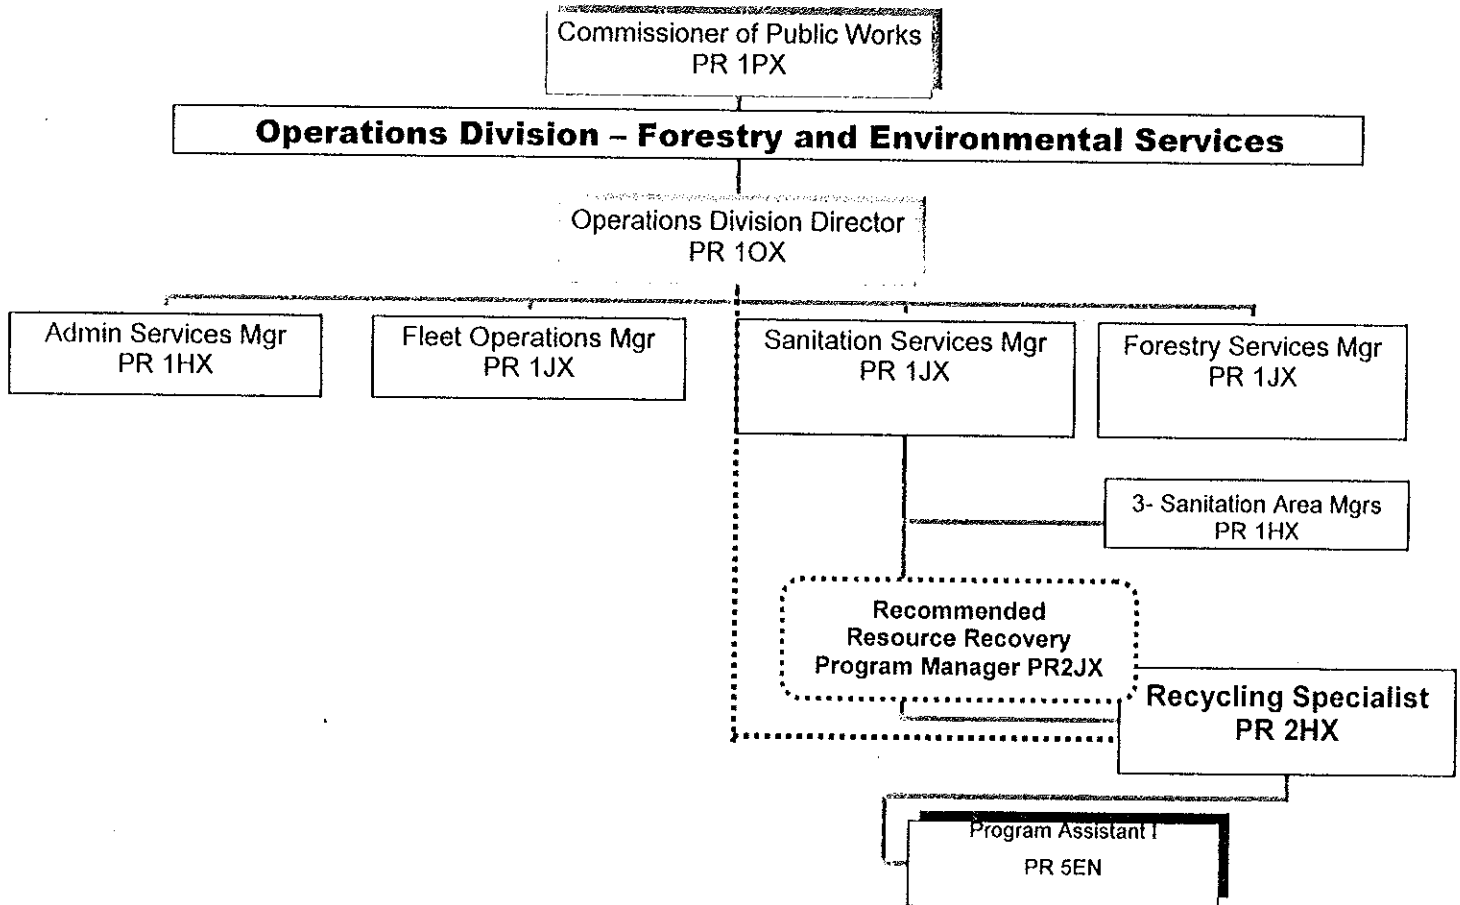 Commissioner of Public Works
PR 1PX
Operations Division – Forestry and Environmental Services
Operations Division Director
PR 1OX
Admin Services Mgr
PR 1HX
Fleet Operations Mgr
PR 1JX
Sanitation Services Mgr
PR 1JX
Forestry Services Mgr
PR 1JX
3- Sanitation Area Mgrs
PR 1HX
Recommended
Resource Recovery
Program Manager PR2JX
Recycling Specialist
PR 2HX
Program Assistant I
PR 5EN